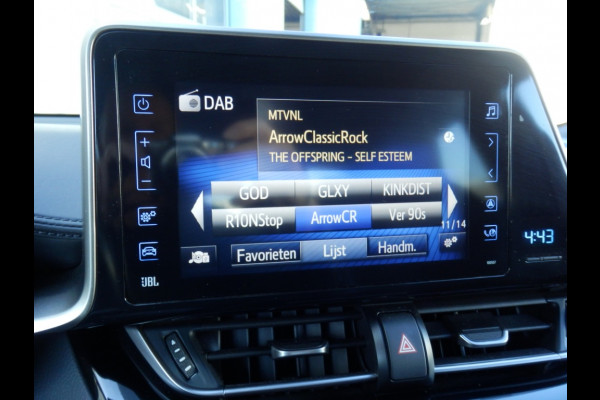 DAB
MTVNL
ArrowClassicRock
THE OFFSPRING - SELF ESTEEM
GOD GLXY KINKDIST
R10NStop ArrowCR Ver 90s
11/14
Favorieten Lijst Handm.
4:43
JBL